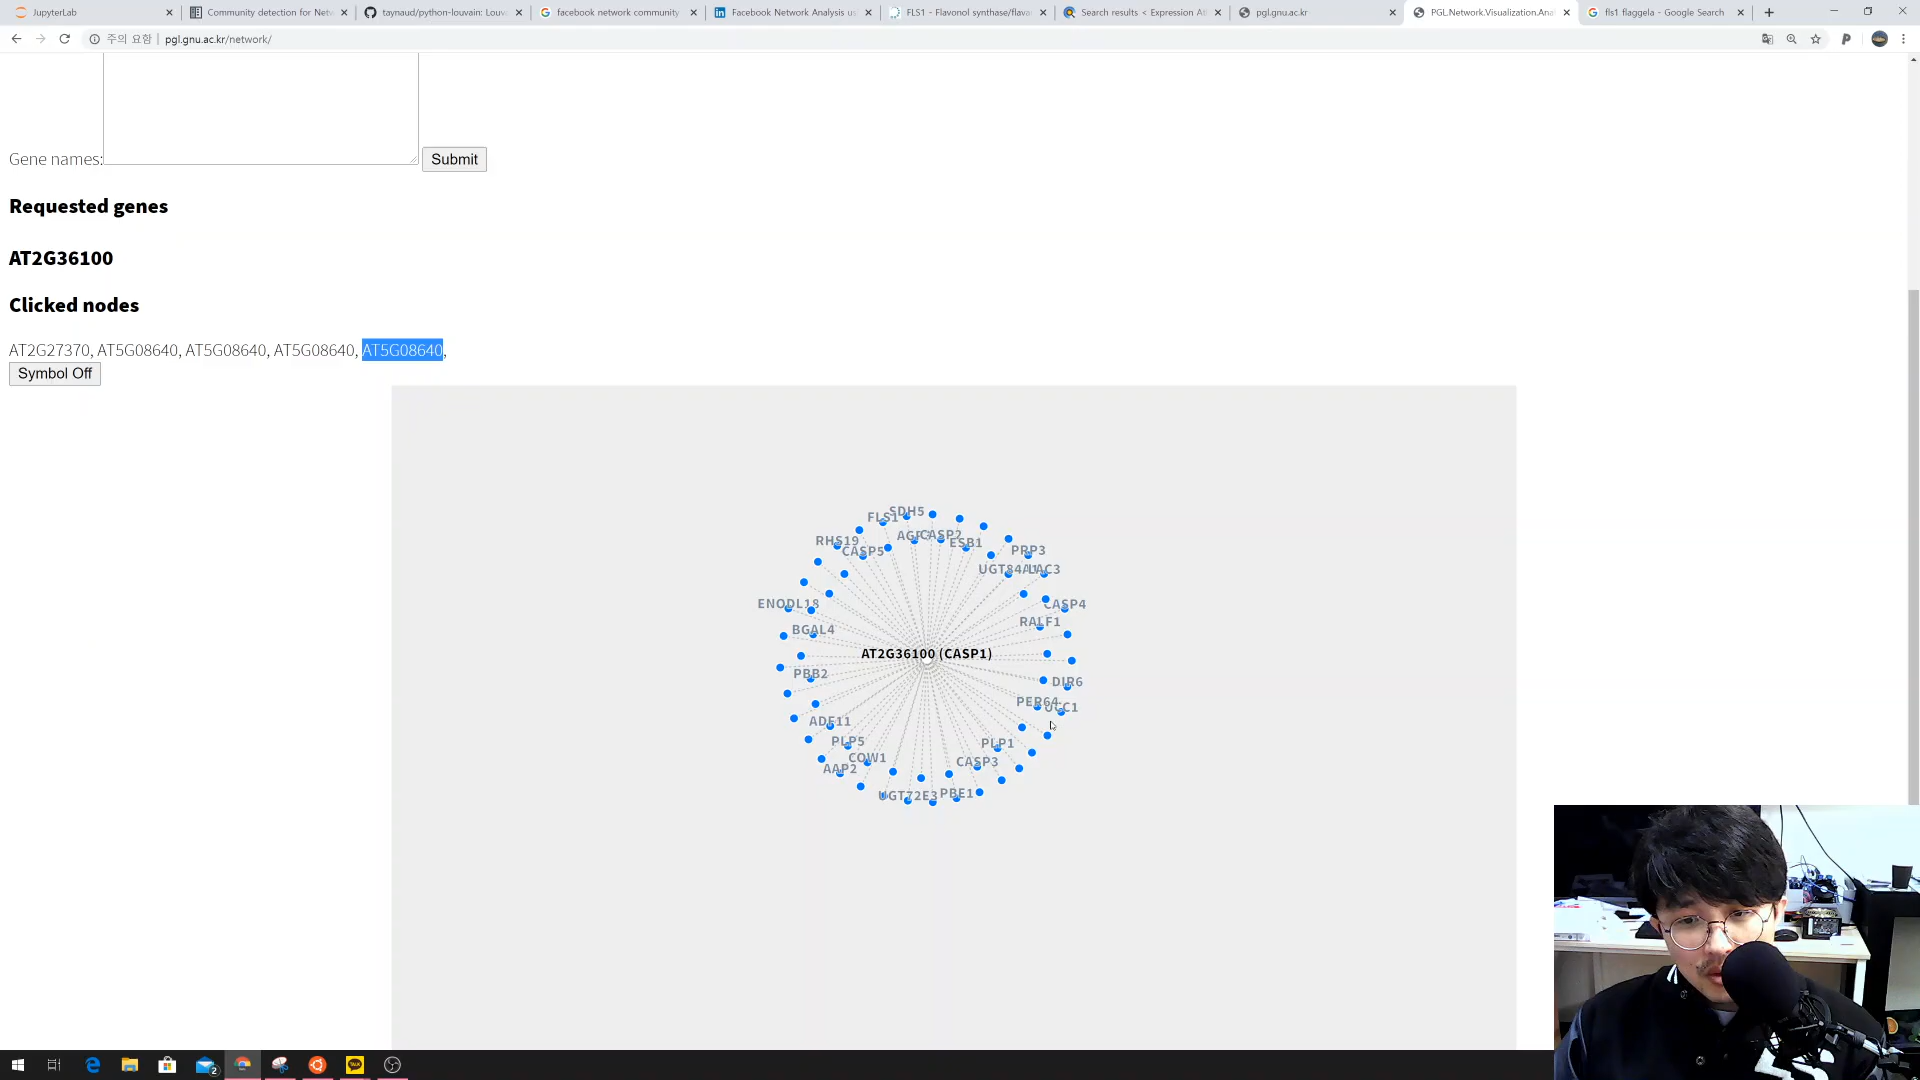 JupyterLab
Community detection for Netw
taynaud/python-louvain: Louv
facebook network community
Facebook Network Analysis us
FLS1 - Flavonol synthase/flava
Search results < Expression At
pgl.gnu.ac.kr
PGL.Network.Visualization.Ana
fls1 flaggela - Google Search
주의 요함
pgl.gnu.ac.kr/network/
Gene names:
Submit
Requested genes
AT2G36100
Clicked nodes
AT2G27370, AT5G08640, AT5G08640, AT5G08640, AT5G08640,
Symbol Off
SDH5
FLS1
CASP2
ESB1
RHS19
CASP5
PRP3
LAC3
ENODL18
CASP4
BGAL4
RALF1
AT2G36100 (CASP1)
PBB2
DIR6
PER64
UCC1
ADF11
PLP5
PLP1
COW1
CASP3
AAP2
UGT72E3
PBE1